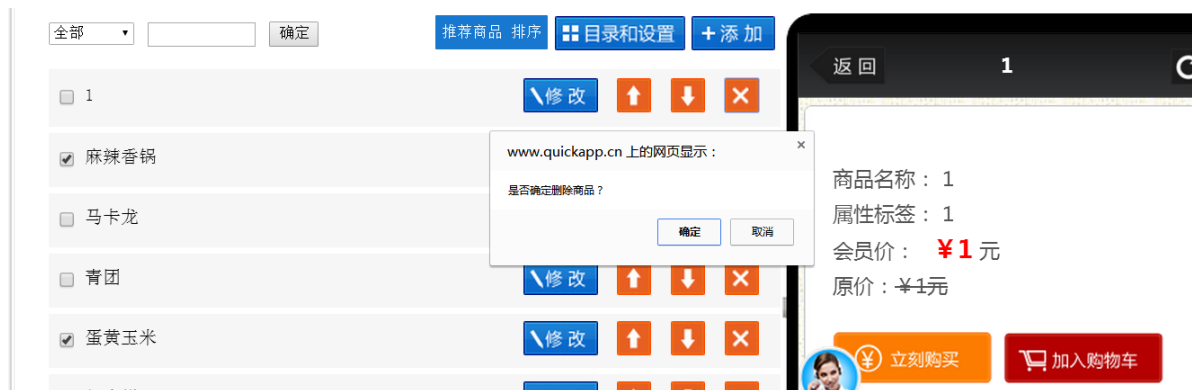 全部 确定 推荐商品 排序 目录和设置 添 加
1 修 改
麻辣香锅
马卡龙
青团 修 改
蛋黄玉米 修 改
www.quickapp.cn 上的网页显示：
是否确定删除商品？
确定 取消
返 回 1
商品名称： 1
属性标签： 1
会员价： ¥1 元
原价：¥1元
立刻购买 加入购物车